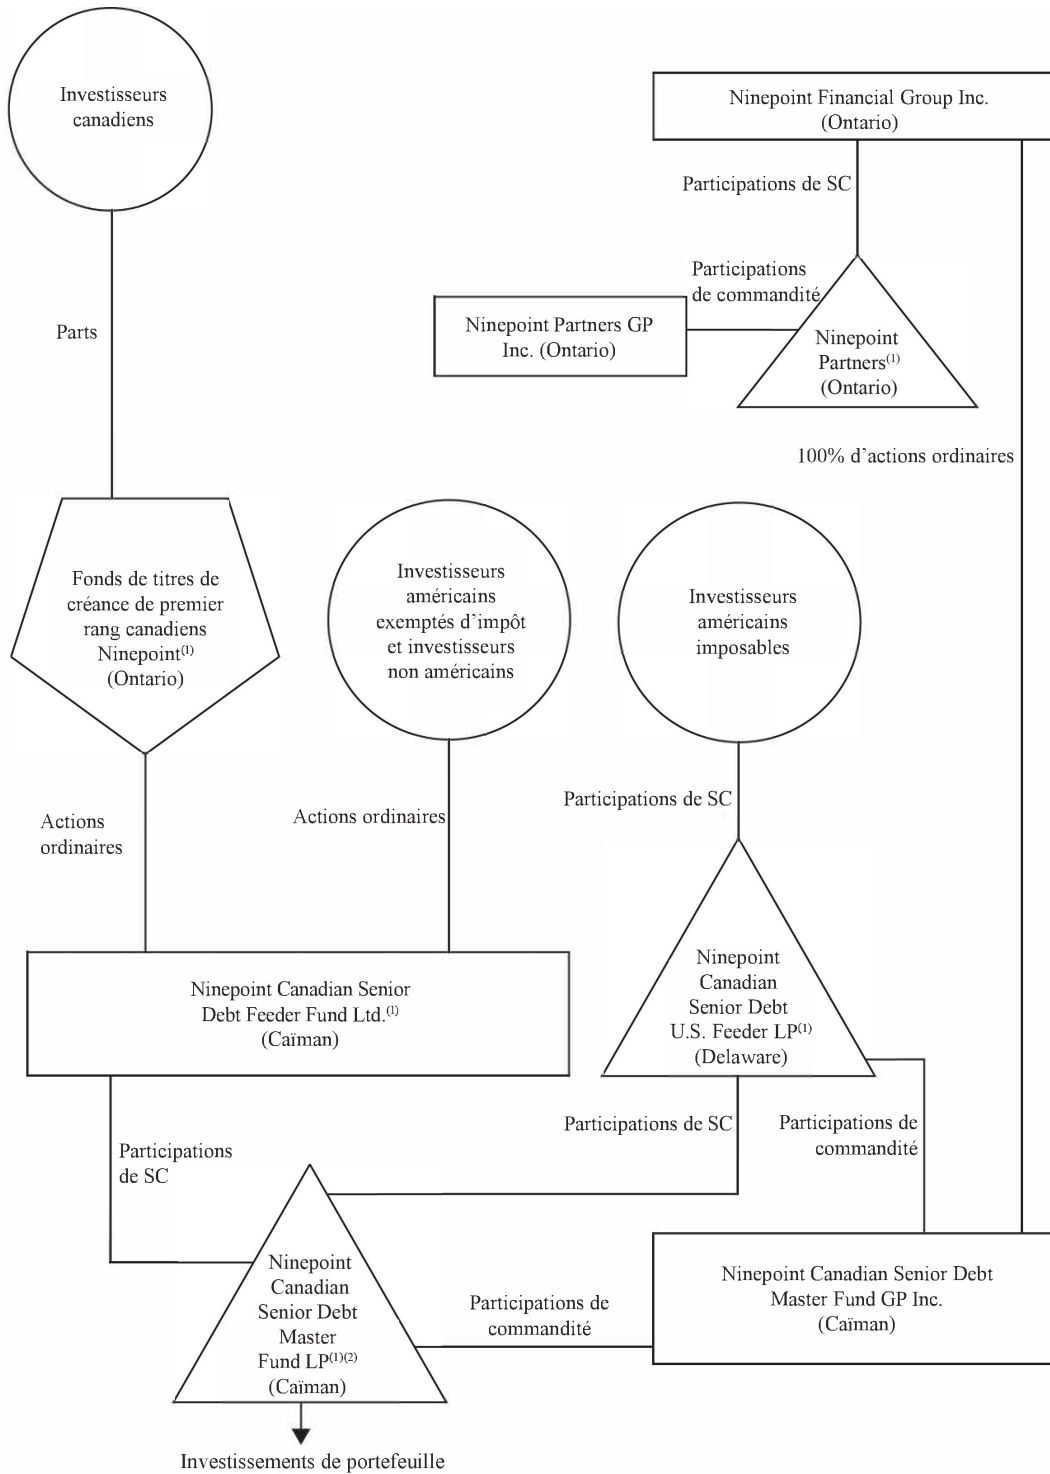 Investisseurs
canadiens
Ninepoint Financial Group Inc.
(Ontario)
Participations de SC
Participations
de commandité
Ninepoint Partners GP
Inc. (Ontario)
Ninepoint
Partners(1)
(Ontario)
Parts
100% d'actions ordinaires
Fonds de titres de
créance de premier
rang canadiens
Ninepoint(1)
(Ontario)
Investisseurs
américains
exemptés d'impôt
et investisseurs
non américains
Investisseurs
américains
imposables
Actions
ordinaires
Actions ordinaires
Participations de SC
Ninepoint Canadian Senior
Debt Feeder Fund Ltd.(1)
(Caïman)
Ninepoint
Canadian
Senior Debt
U.S. Feeder LP(1)
(Delaware)
Participations
de SC
Participations de SC
Participations de
commandité
Ninepoint
Canadian
Senior Debt
Master
Fund LP(1)(2)
(Caïman)
Participations de
commandité
Ninepoint Canadian Senior Debt
Master Fund GP Inc.
(Caïman)
Investissements de portefeuille